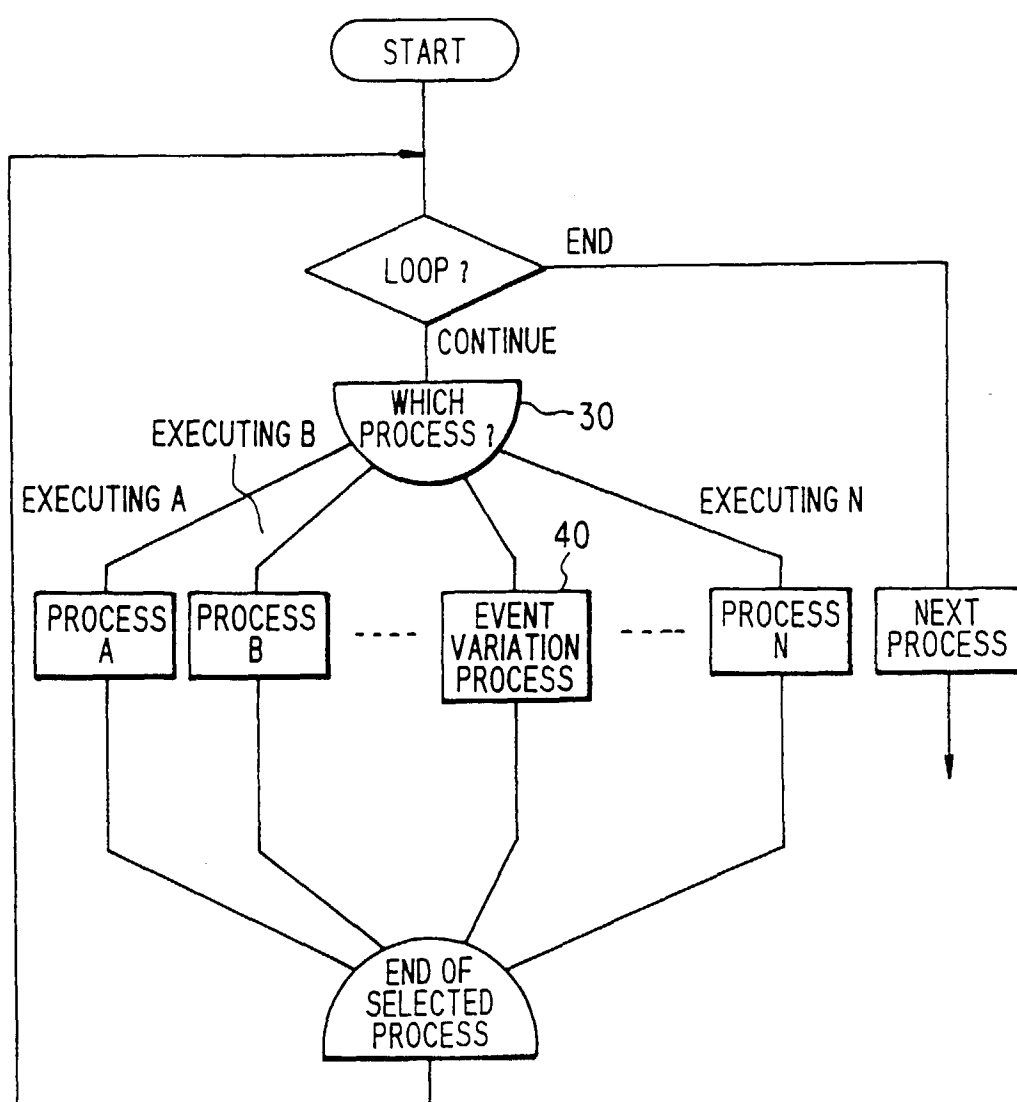 START
LOOP ?
END
CONTINUE
WHICH
PROCESS ?
30
EXECUTING B
EXECUTING A
EXECUTING N
40
PROCESS
A
PROCESS
B
EVENT
VARIATION
PROCESS
PROCESS
N
NEXT
PROCESS
END OF
SELECTED
PROCESS